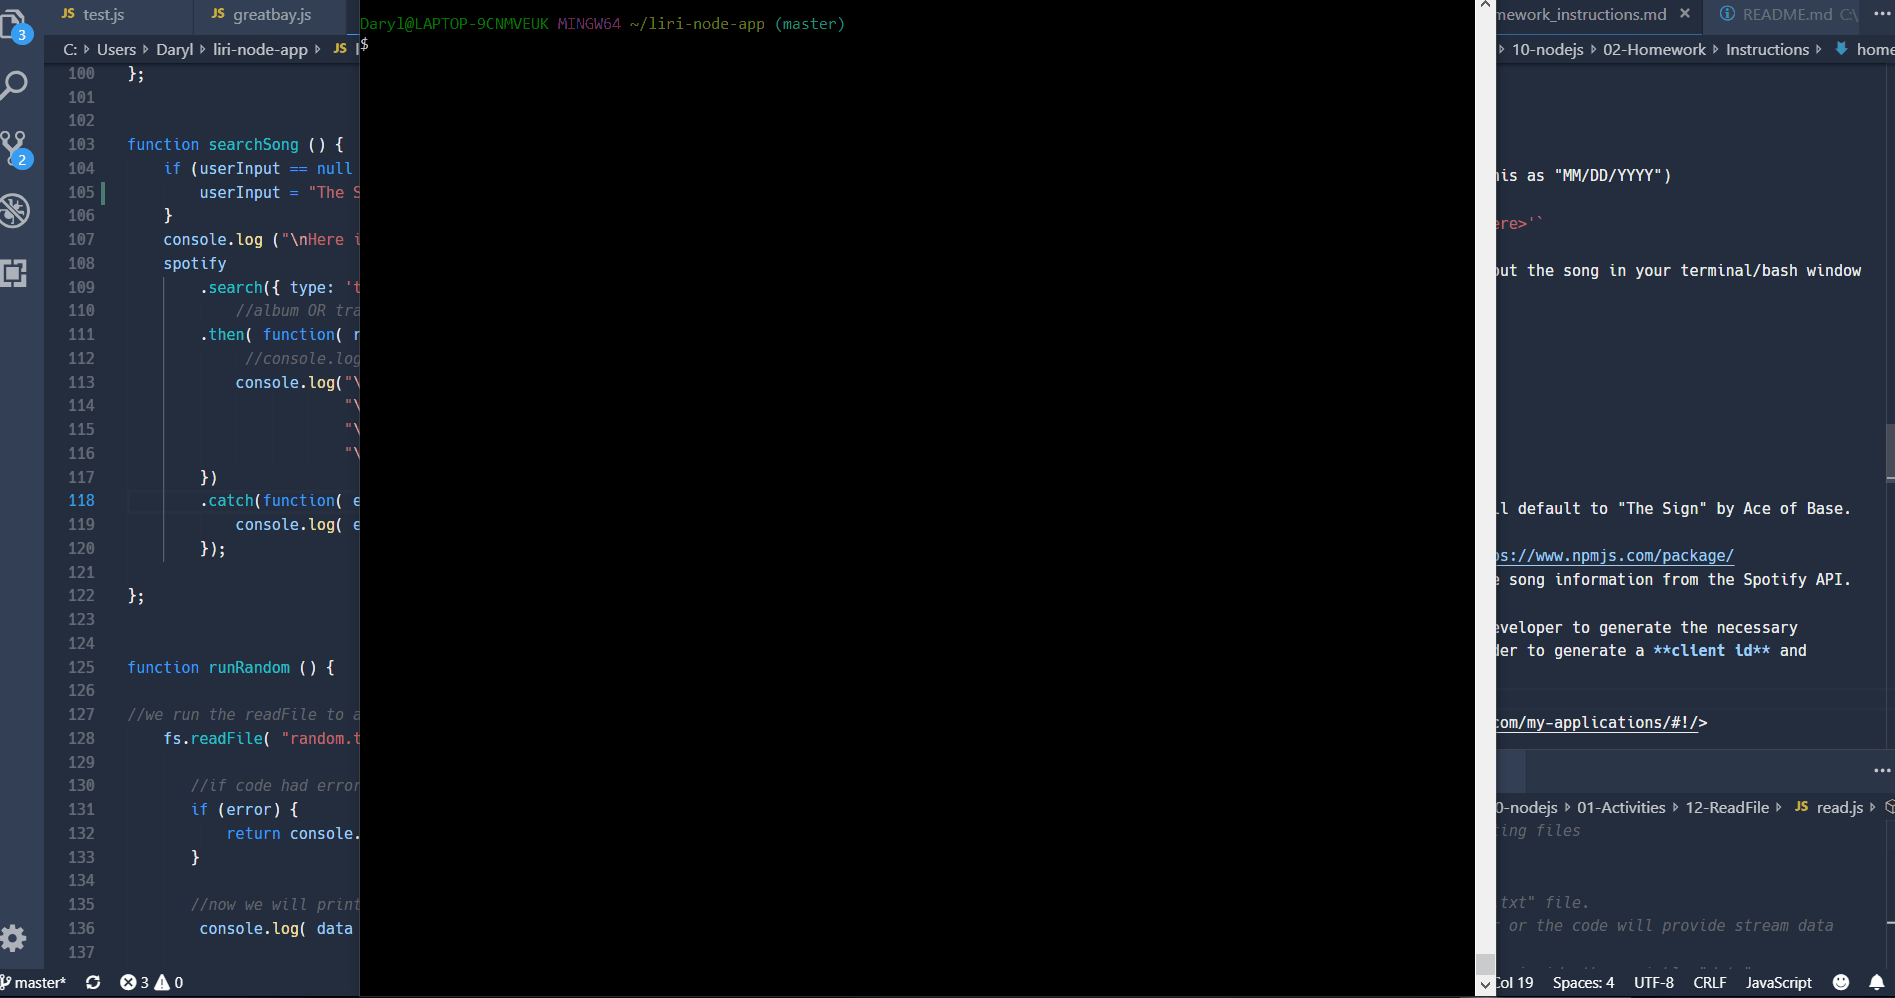 JS test.js
JS greatbay.js
C: > Users > Daryl > liri-node-app > JS
100 };
101
102
103 function searchSong () {
104 if (userInput == null
105 userInput = "The S
106 }
107 console.log ("\nHere i
108 spotify
109 .search({ type: 't
110 //album OR tra
111 .then( function( r
112 //console.log
113 console.log("\
114 "\
115 "\
116 "\
117 })
118 .catch(function( e
119 console.log( e
120 });
121
122 };
123
124
125 function runRandom () {
126
127 //we run the readFile to a
128 fs.readFile( "random.t
129
130 //if code had error
131 if (error) {
132 return console.
133 }
134
135 //now we will print
136 console.log( data
137
3
2
master* 3 0
Daryl@LAPTOP-9CNMVEUK MINGW64 ~/liri-node-app (master)
$
mework_instructions.md × README.md C:\ ···
> 10-nodejs > 02-Homework > Instructions > home
his as "MM/DD/YYYY")
ere>'`
out the song in your terminal/bash window
ll default to "The Sign" by Ace of Base.
ps://www.npmjs.com/package/
e song information from the Spotify API.
eveloper to generate the necessary
der to generate a **client id** and
com/my-applications/#!/>
···
0-nodejs > 01-Activities > 12-ReadFile > JS read.js >
ting files
txt" file.
r or the code will provide stream data
Col 19 Spaces: 4 UTF-8 CRLF JavaScript